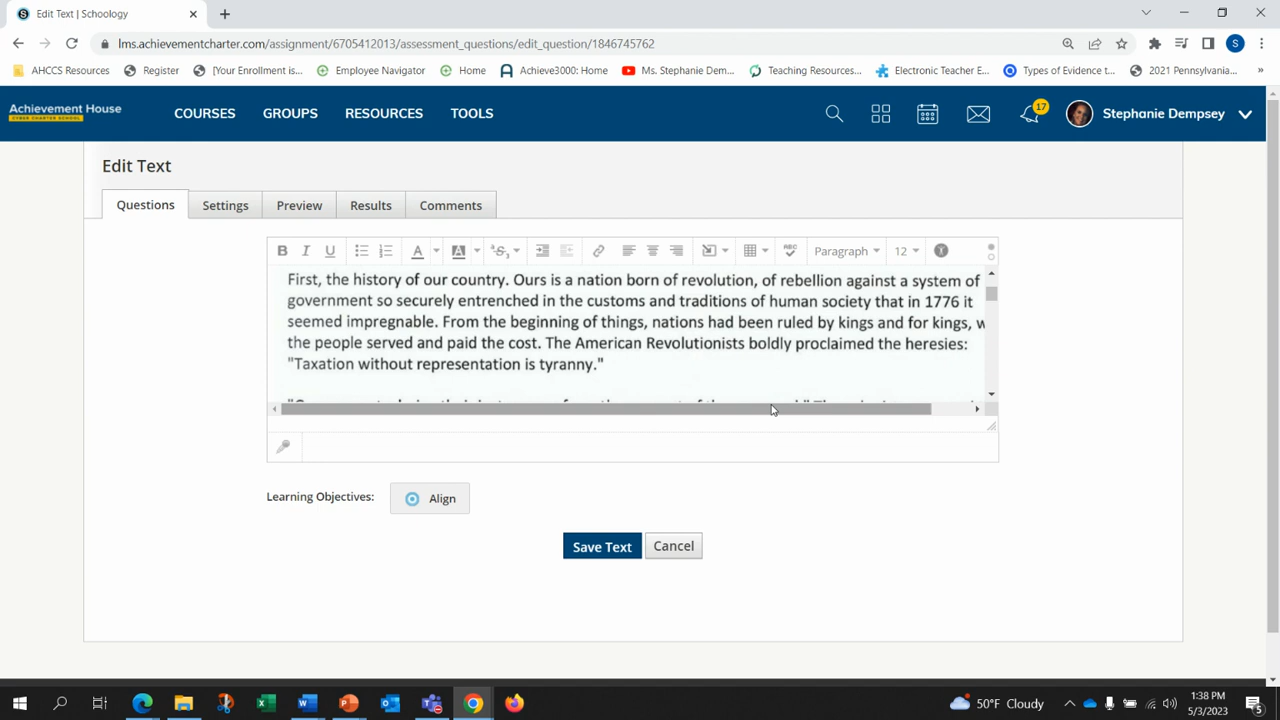 Edit Text | Schoology
lms.achievementcharter.com/assignment/6705412013/assessment_questions/edit_question/1846745762
S
AHCCS Resources
Register
[Your Enrollment is...
Employee Navigator
Home
Achieve3000: Home
Ms. Stephanie Dem...
Teaching Resources...
Electronic Teacher E...
Types of Evidence t...
2021 Pennsylvania...
Achievement House
CYBER CHARTER SCHOOL
COURSES
GROUPS
RESOURCES
TOOLS
17
Stephanie Dempsey
Edit Text
Questions
Settings
Preview
Results
Comments
B I U A A Paragraph 12
First, the history of our country. Ours is a nation born of revolution, of rebellion against a system of
government so securely entrenched in the customs and traditions of human society that in 1776 it
seemed impregnable. From the beginning of things, nations had been ruled by kings and for kings, w
the people served and paid the cost. The American Revolutionists boldly proclaimed the heresies:
"Taxation without representation is tyranny."
Learning Objectives:
Align
Save Text
Cancel
50°F Cloudy
1:38 PM
5/3/2023
5